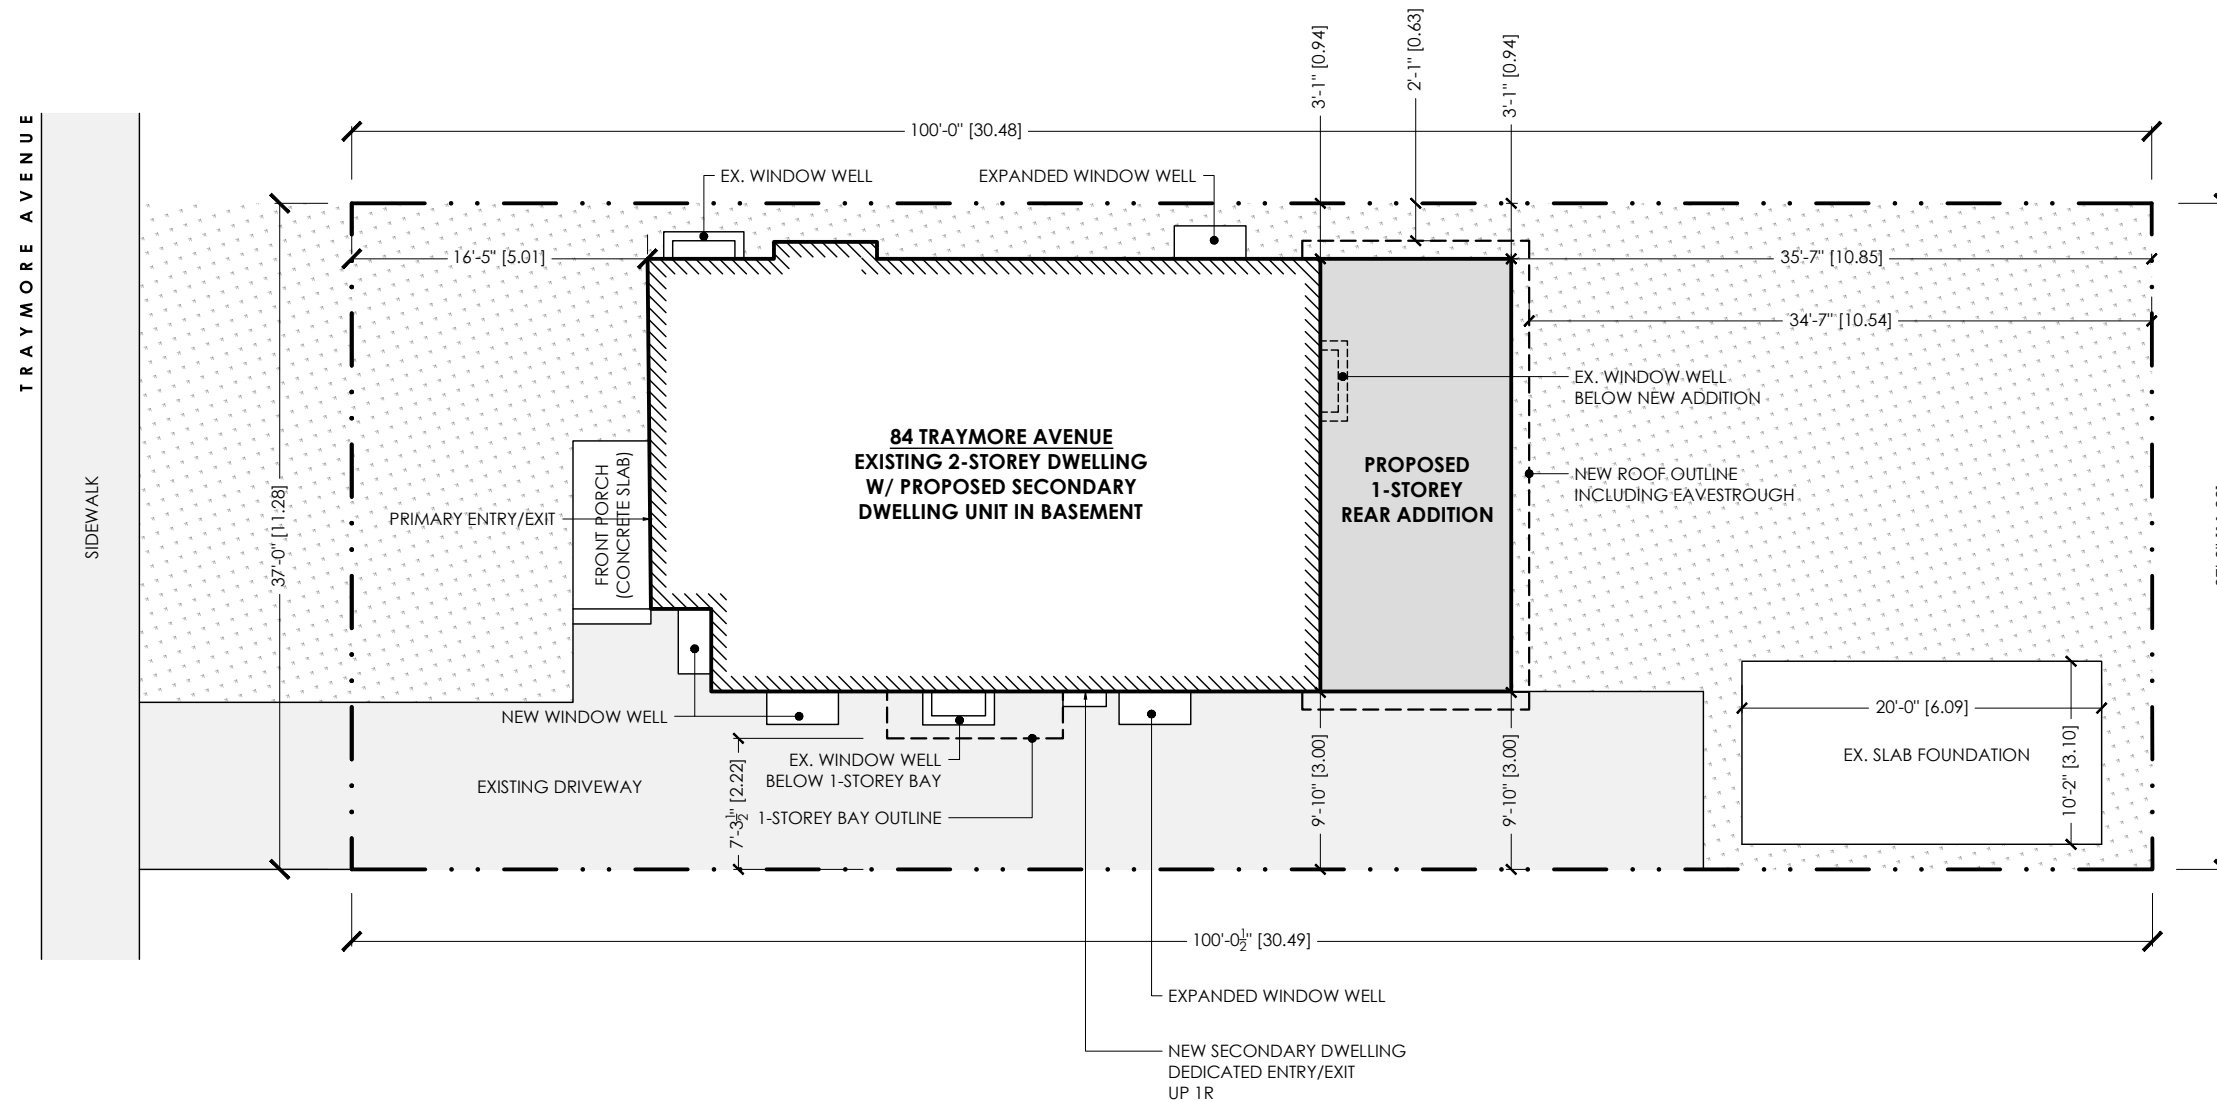 3'-1" [0.94]
2'-1" [0.63]
3'-1" [0.94]
TRAYMORE AVENUE
100'-0" [30.48]
EX. WINDOW WELL
EXPANDED WINDOW WELL
16'-5" [5.01]
35'-7" [10.85]
34'-7" [10.54]
EX. WINDOW WELL
BELOW NEW ADDITION
84 TRAYMORE AVENUE
EXISTING 2-STOREY DWELLING
W/ PROPOSED SECONDARY
DWELLING UNIT IN BASEMENT
PROPOSED
1-STOREY
REAR ADDITION
NEW ROOF OUTLINE
INCLUDING EAVESTROUGH
SIDEWALK
37'-0" [11.28]
PRIMARY ENTRY/EXIT
FRONT PORCH
(CONCRETE SLAB)
NEW WINDOW WELL
20'-0" [6.09]
EX. SLAB FOUNDATION
10'-2" [3.10]
EX. WINDOW WELL
BELOW 1-STOREY BAY
EXISTING DRIVEWAY
7'-3½" [2.22]
1-STOREY BAY OUTLINE
9'-10" [3.00]
9'-10" [3.00]
100'-0½" [30.49]
EXPANDED WINDOW WELL
NEW SECONDARY DWELLING
DEDICATED ENTRY/EXIT
UP 1R